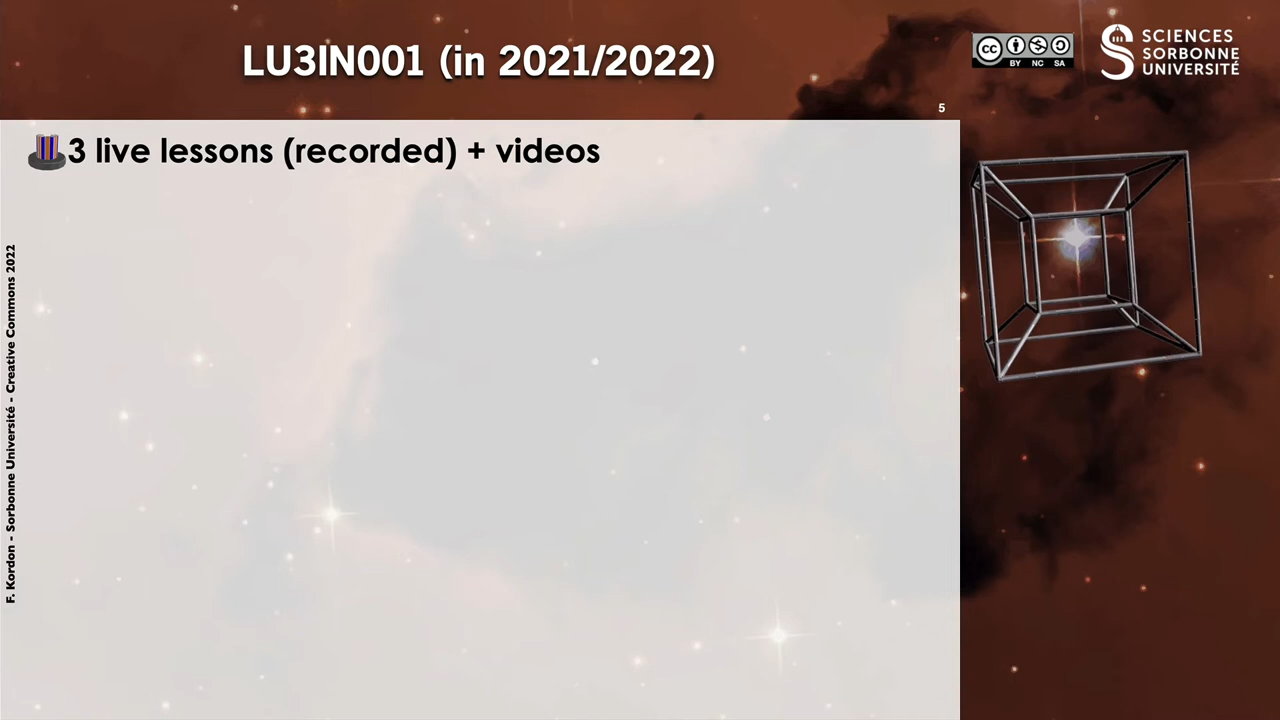 LU3IN001 (in 2021/2022)
cc
BY NC SA
SCIENCES
SORBONNE
UNIVERSITÉ
5
3 live lessons (recorded) + videos
F. Kordon - Sorbonne Université - Creative Commons 2022